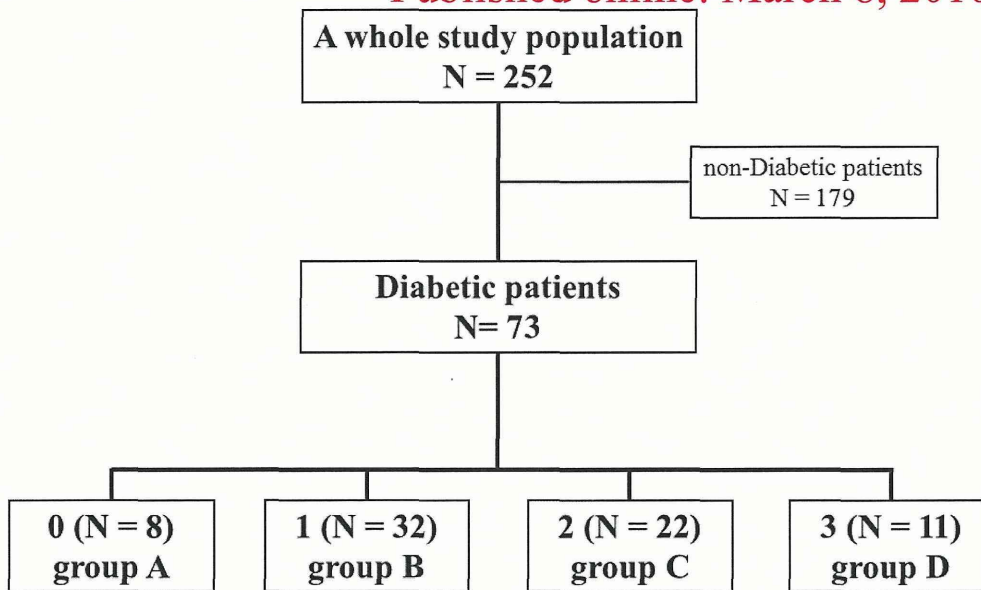 A whole study population
N = 252
non-Diabetic patients
N = 179
Diabetic patients
N= 73
0 (N = 8)
group A
1 (N = 32)
group B
2 (N = 22)
group C
3 (N = 11)
group D